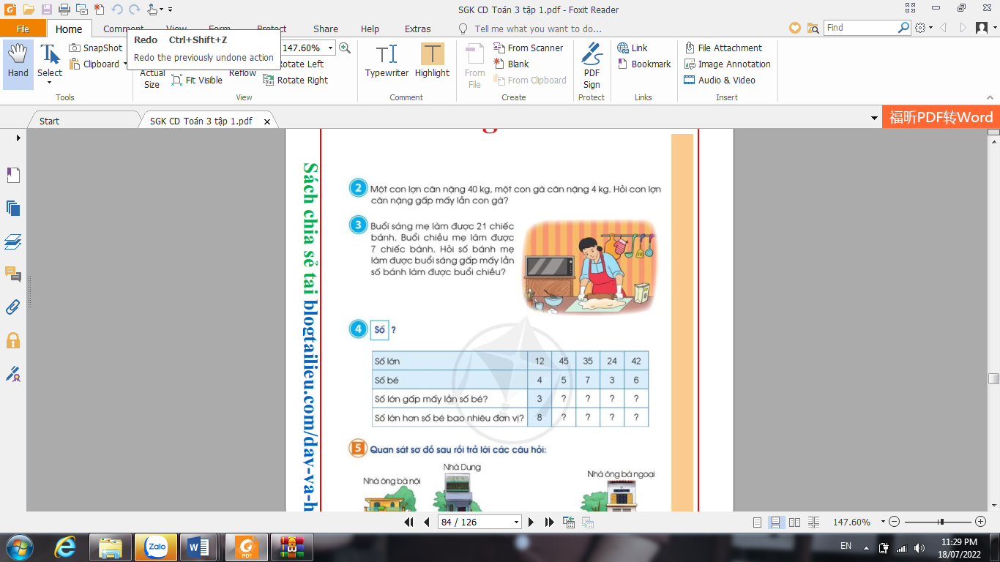 SGK CD Toán 3 tập 1.pdf - Foxit Reader
File Home Comment View Form Protect Share Help Extras Tell me what you want to do... Find
Redo Ctrl+Shift+Z
Redo the previously undone action
Hand
Select
SnapShot
Clipboard
Tools
Actual Size
Fit Visible
Reflow
147.60%
Rotate Left
Rotate Right
View
Typewriter
Highlight
Comment
From File
From Scanner
Blank
From Clipboard
Create
PDF Sign
Protect
Link
Bookmark
Links
File Attachment
Image Annotation
Audio & Video
Insert
Start
SGK CD Toán 3 tập 1.pdf
福昕PDF转Word
Sách chia sẻ tại blogtailieu.com/day-va-h
2 Một con lợn cân nặng 40 kg, một con gà cân nặng 4 kg. Hỏi con lợn
cân nặng gấp mấy lần con gà?
3 Buổi sáng mẹ làm được 21 chiếc
bánh. Buổi chiều mẹ làm được
7 chiếc bánh. Hỏi số bánh mẹ
làm được buổi sáng gấp mấy lần
số bánh làm được buổi chiều?
4 Số ?
Số lớn 12 45 35 24 42
Số bé 4 5 7 3 6
Số lớn gấp mấy lần số bé? 3 ? ? ? ?
Số lớn hơn số bé bao nhiêu đơn vị? 8 ? ? ? ?
5 Quan sát sơ đồ sau rồi trả lời các câu hỏi:
Nhà Dung
Nhà ông bà nội
Nhà ông bà ngoại
84 / 126
147.60%
Zalo
PDF
EN
11:29 PM
18/07/2022